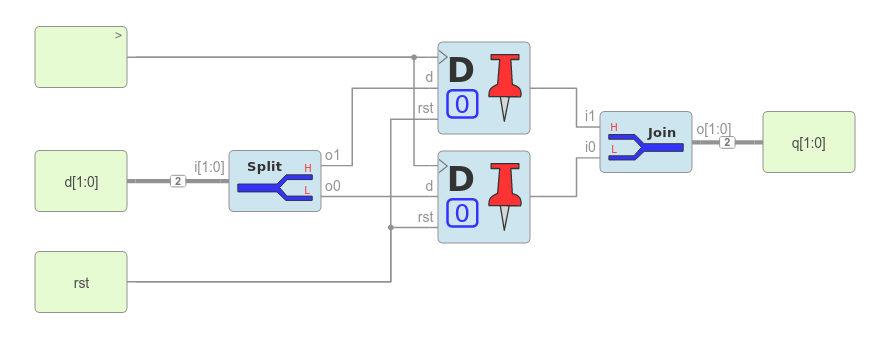 >
D
d
0
rst
d[1:0]
2
i[1:0]
Split
H
L
o1
o0
D
d
0
rst
i1
i0
H
L
Join
o[1:0]
2
q[1:0]
rst